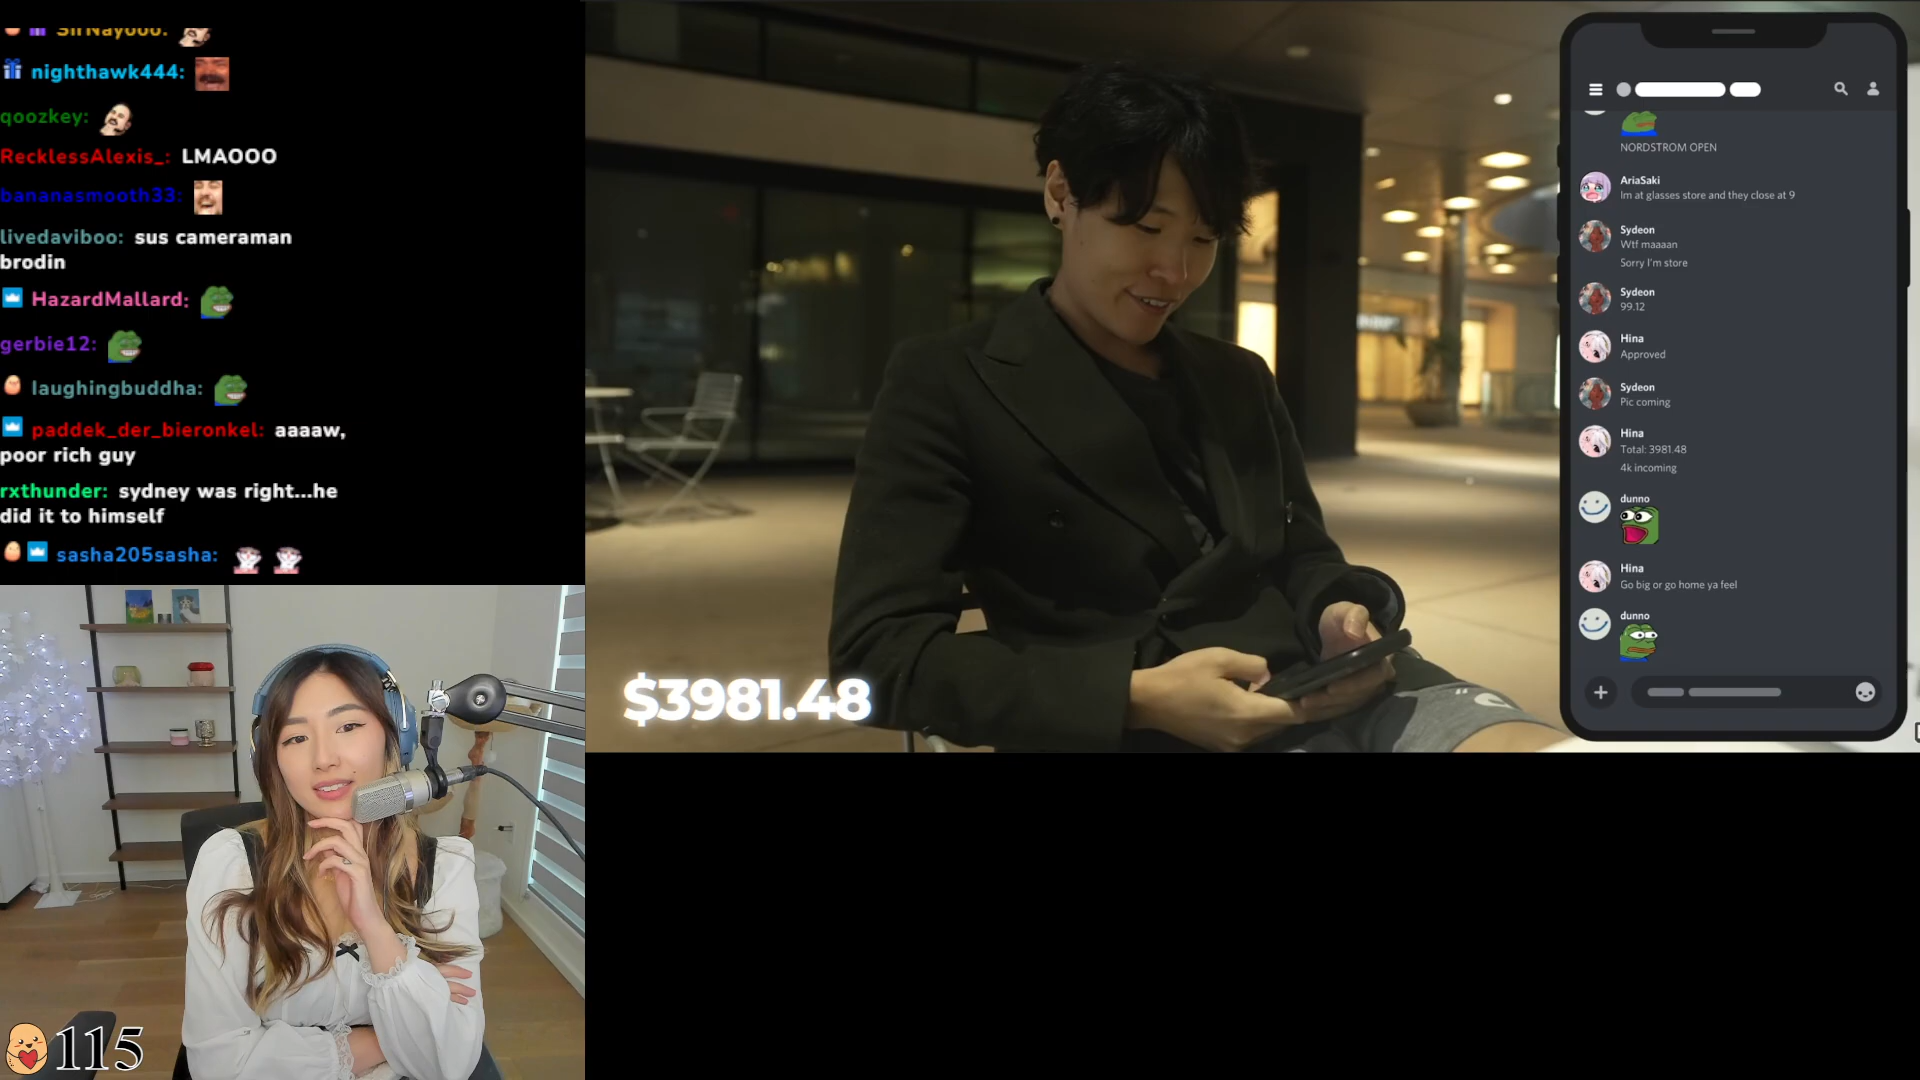 SirNayooo:
nighthawk444:
qoozkey:
RecklessAlexis_: LMAOOO
bananasmooth33:
livedaviboo: sus cameraman
brodin
HazardMallard:
gerbie12:
laughingbuddha:
paddek_der_bieronkel: aaaaw,
poor rich guy
rxthunder: sydney was right...he
did it to himself
sasha205sasha:
115
$3981.48
NORDSTROM OPEN
AriaSaki
Im at glasses store and they close at 9
Sydeon
Wtf maaaan
Sorry I'm store
Sydeon
99.12
Hina
Approved
Sydeon
Pic coming
Hina
Total: 3981.48
4k incoming
dunno
Hina
Go big or go home ya feel
dunno